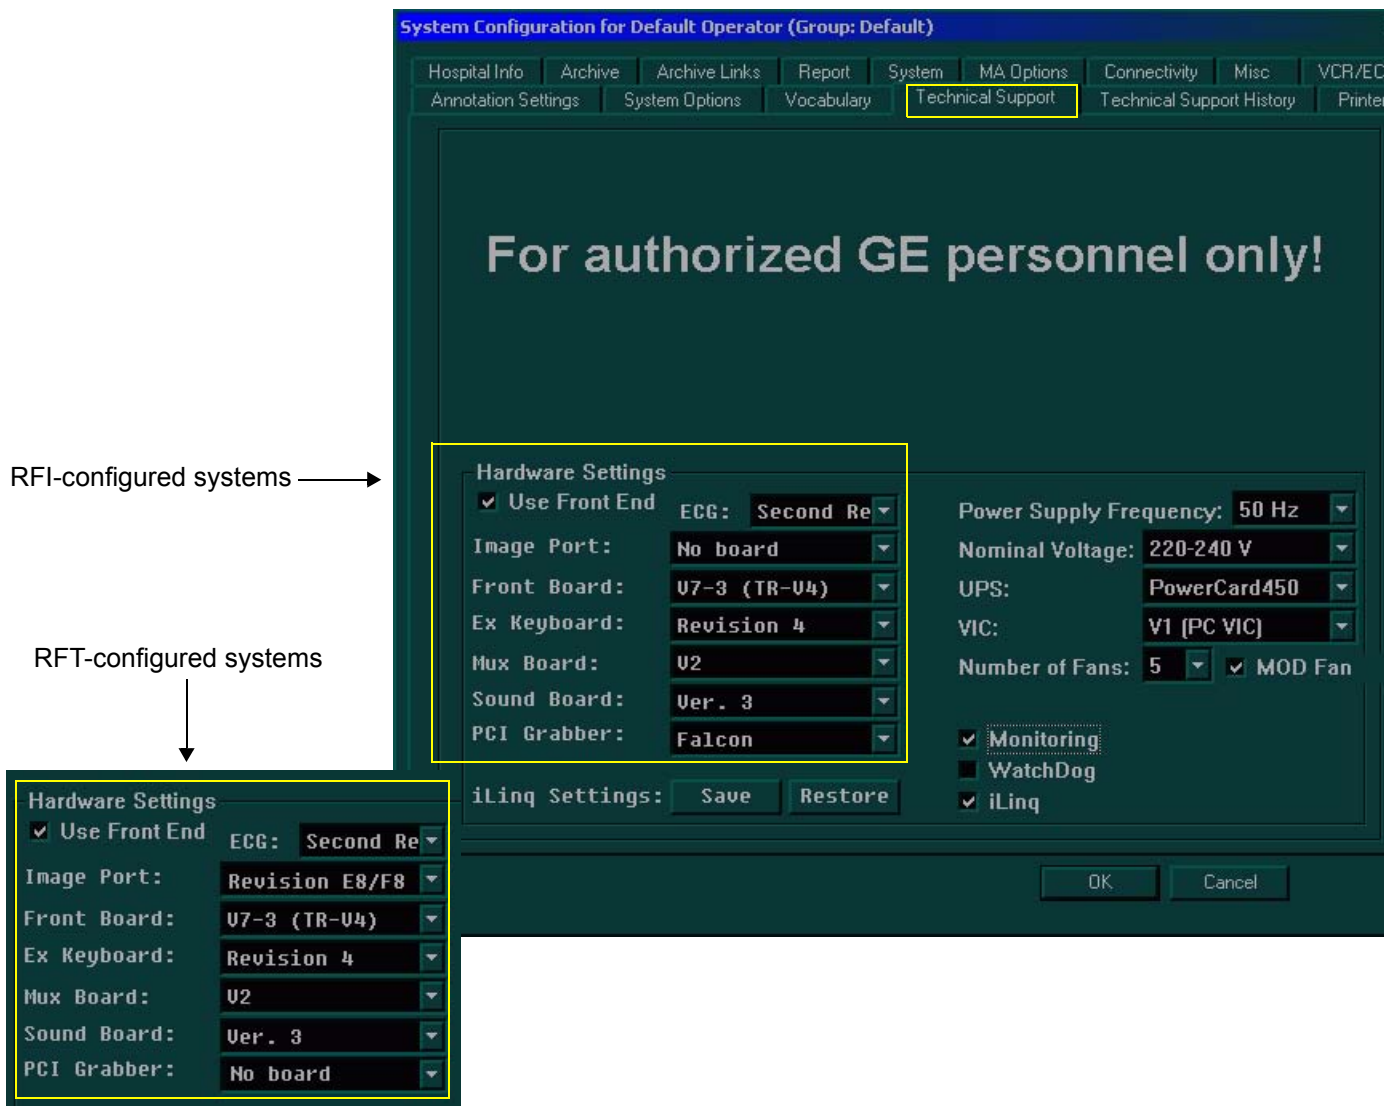 System Configuration for Default Operator (Group: Default)
Hospital Info Archive Archive Links Report System MA Options Connectivity Misc VCR/EC
Annotation Settings System Options Vocabulary Technical Support Technical Support History Printer
For authorized GE personnel only!
RFI-configured systems
Hardware Settings
Use Front End ECG: Second Re
Image Port: No board
Front Board: V7-3 (TR-V4)
Ex Keyboard: Revision 4
Mux Board: V2
Sound Board: Ver. 3
PCI Grabber: Falcon
iLinq Settings: Save Restore
Power Supply Frequency: 50 Hz
Nominal Voltage: 220-240 V
UPS: PowerCard450
VIC: V1 (PC VIC)
Number of Fans: 5 MOD Fan
Monitoring
WatchDog
iLinq
OK Cancel
RFT-configured systems
Hardware Settings
Use Front End ECG: Second Re
Image Port: Revision E8/F8
Front Board: V7-3 (TR-V4)
Ex Keyboard: Revision 4
Mux Board: V2
Sound Board: Ver. 3
PCI Grabber: No board